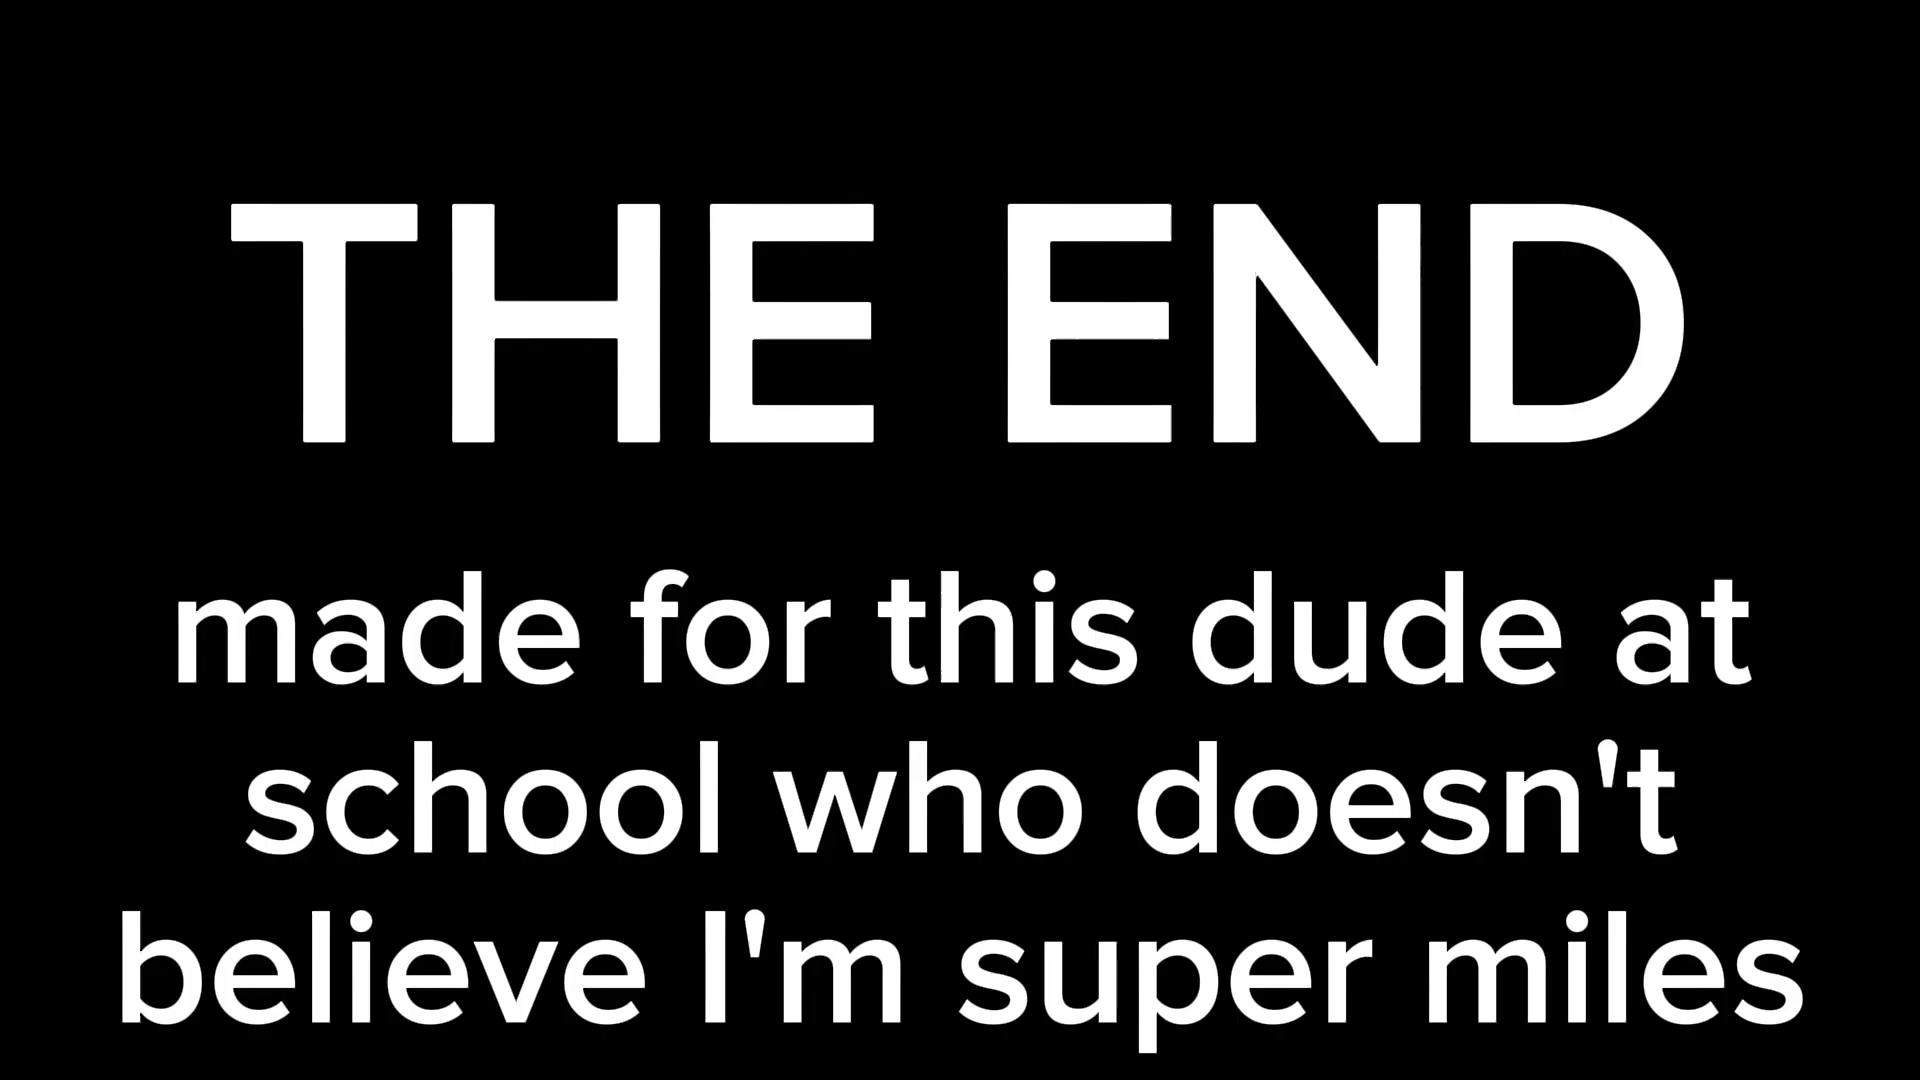 THE END
made for this dude at
school who doesn't
believe I'm super miles